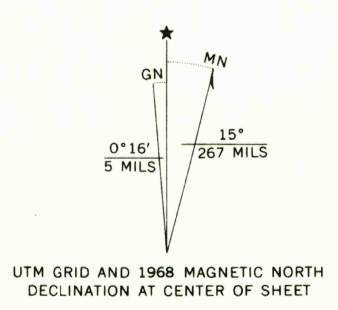 ★
GN
MN
0°16′
5 MILS
15°
267 MILS
UTM GRID AND 1968 MAGNETIC NORTH
DECLINATION AT CENTER OF SHEET